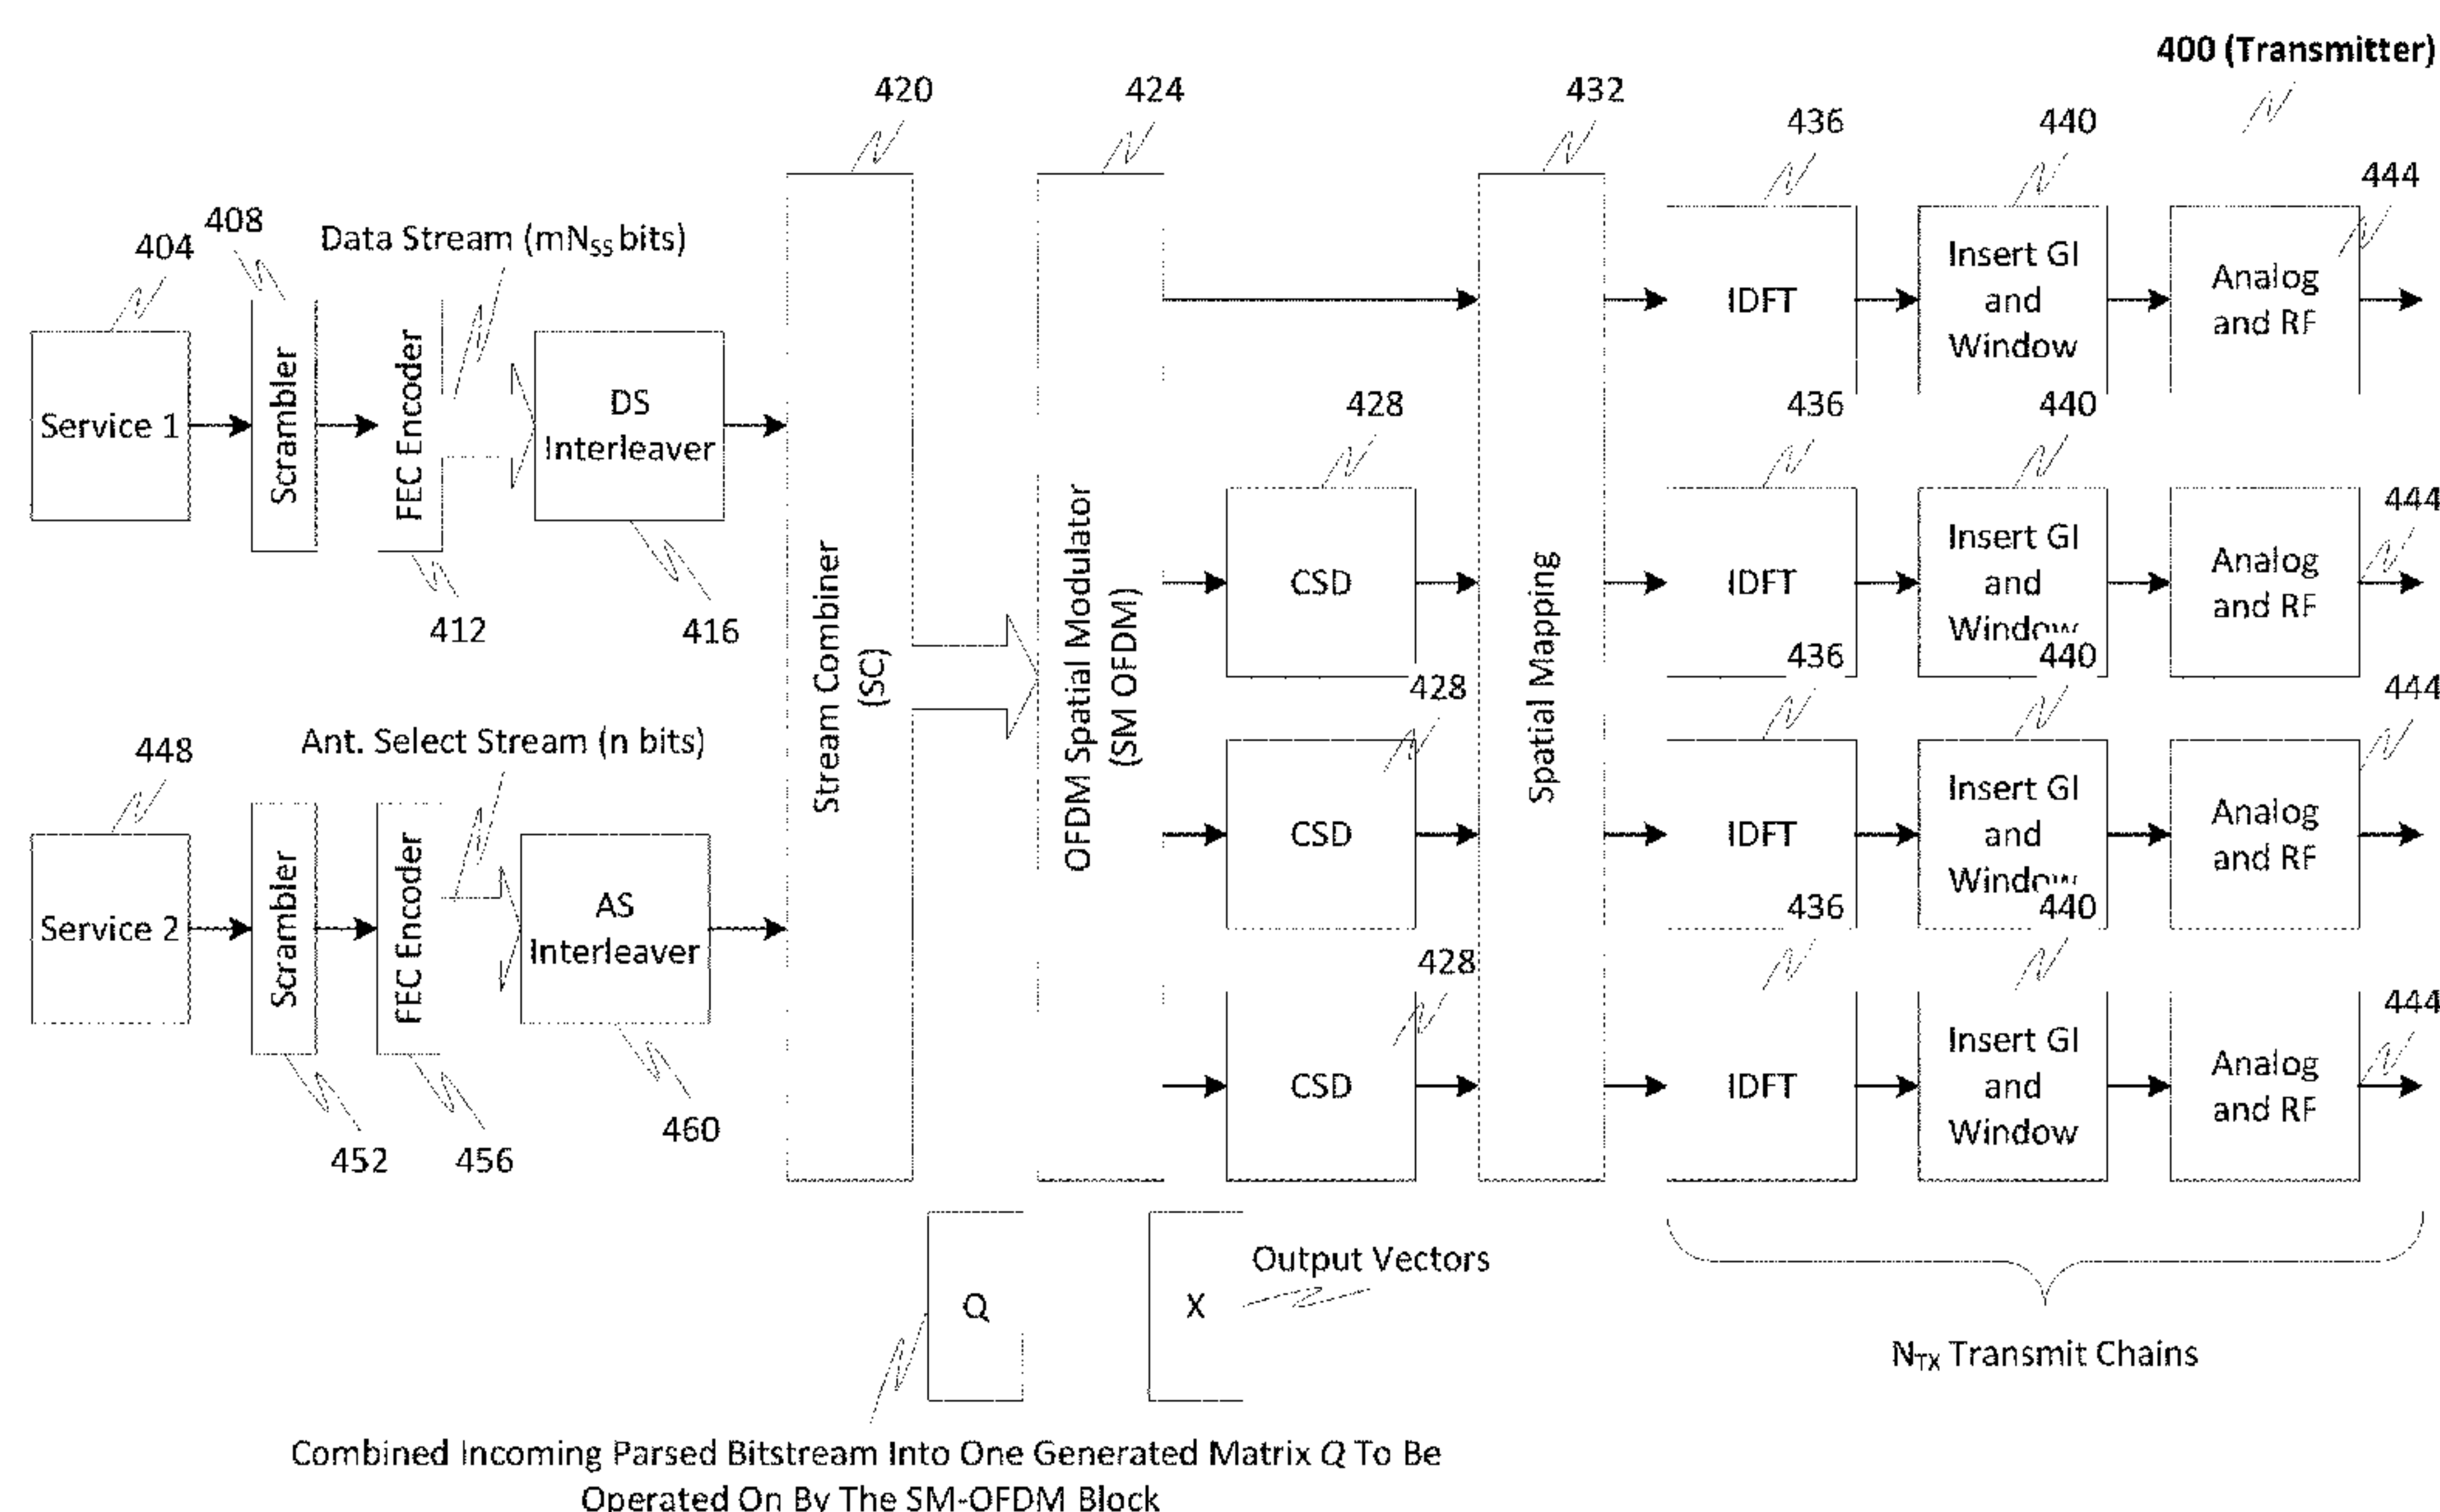 400 (Transmitter)
420
424
432
436
440
444
408
404
Data Stream (mNSS bits)
Service 1
Scrambler
FEC Encoder
DS
Interleaver
412
416
Stream Combiner
(SC)
OFDM Spatial Modulator
(SM OFDM)
Spatial Mapping
IDFT
Insert GI
and
Window
Analog
and RF
428
436
440
444
CSD
IDFT
Insert GI
and
Window
Analog
and RF
428
436
440
444
CSD
IDFT
Insert GI
and
Window
Analog
and RF
428
436
440
444
CSD
IDFT
Insert GI
and
Window
Analog
and RF
448
Ant. Select Stream (n bits)
Service 2
Scrambler
FEC Encoder
AS
Interleaver
452
456
460
Q
X
Output Vectors
NTX Transmit Chains
Combined Incoming Parsed Bitstream Into One Generated Matrix Q To Be
Operated On By The SM-OFDM Block